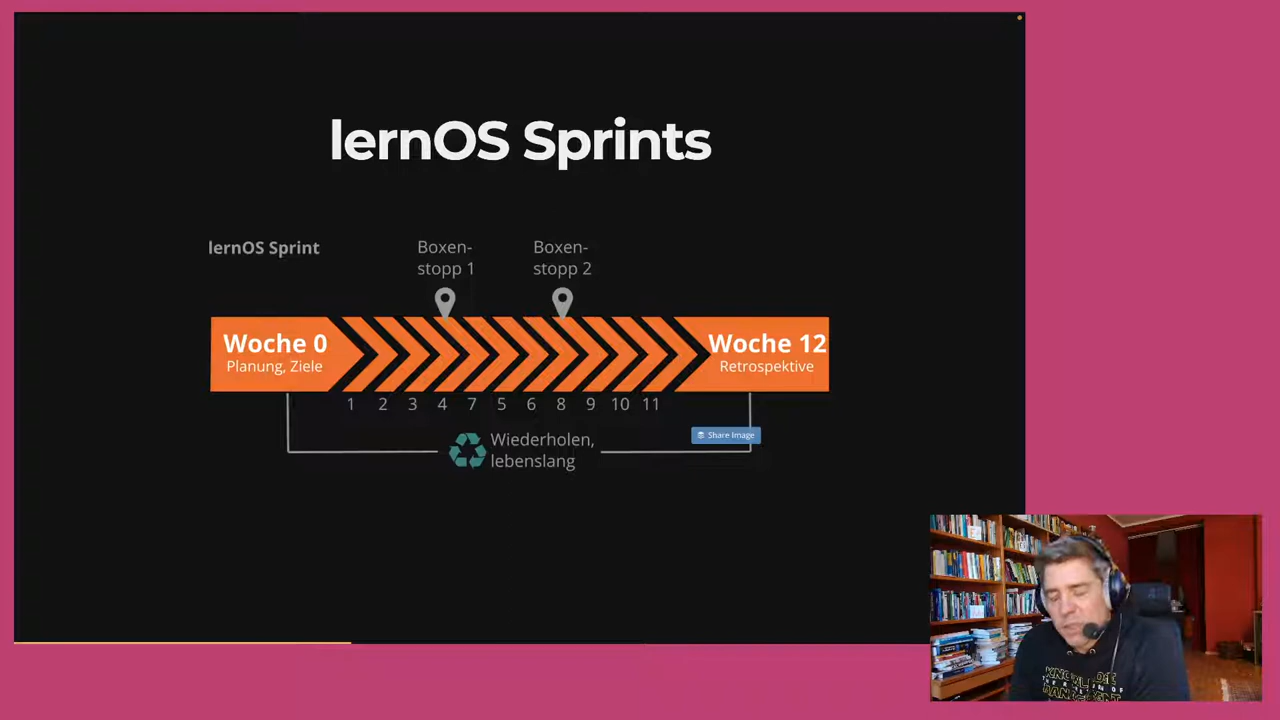 lernOS Sprints
lernOS Sprint
Boxen-
stopp 1
Boxen-
stopp 2
Woche 0
Planung, Ziele
Woche 12
Retrospektive
1 2 3 4 7 5 6 8 9 10 11
Wiederholen,
lebenslang
Share Image